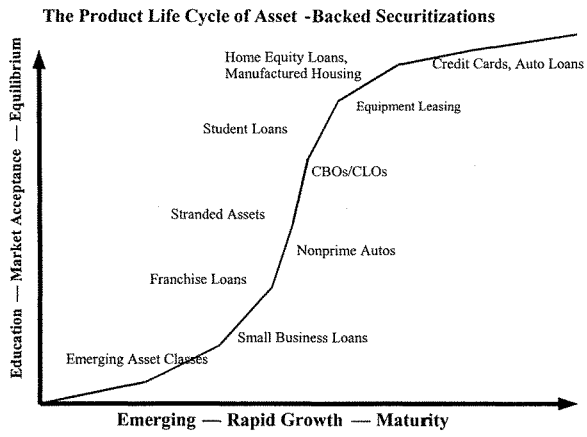 The Product Life Cycle of Asset -Backed Securitizations
Education — Market Acceptance — Equilibrium
Home Equity Loans,
Manufactured Housing
Credit Cards, Auto Loans
Equipment Leasing
Student Loans
CBOs/CLOs
Stranded Assets
Nonprime Autos
Franchise Loans
Small Business Loans
Emerging Asset Classes
Emerging — Rapid Growth — Maturity